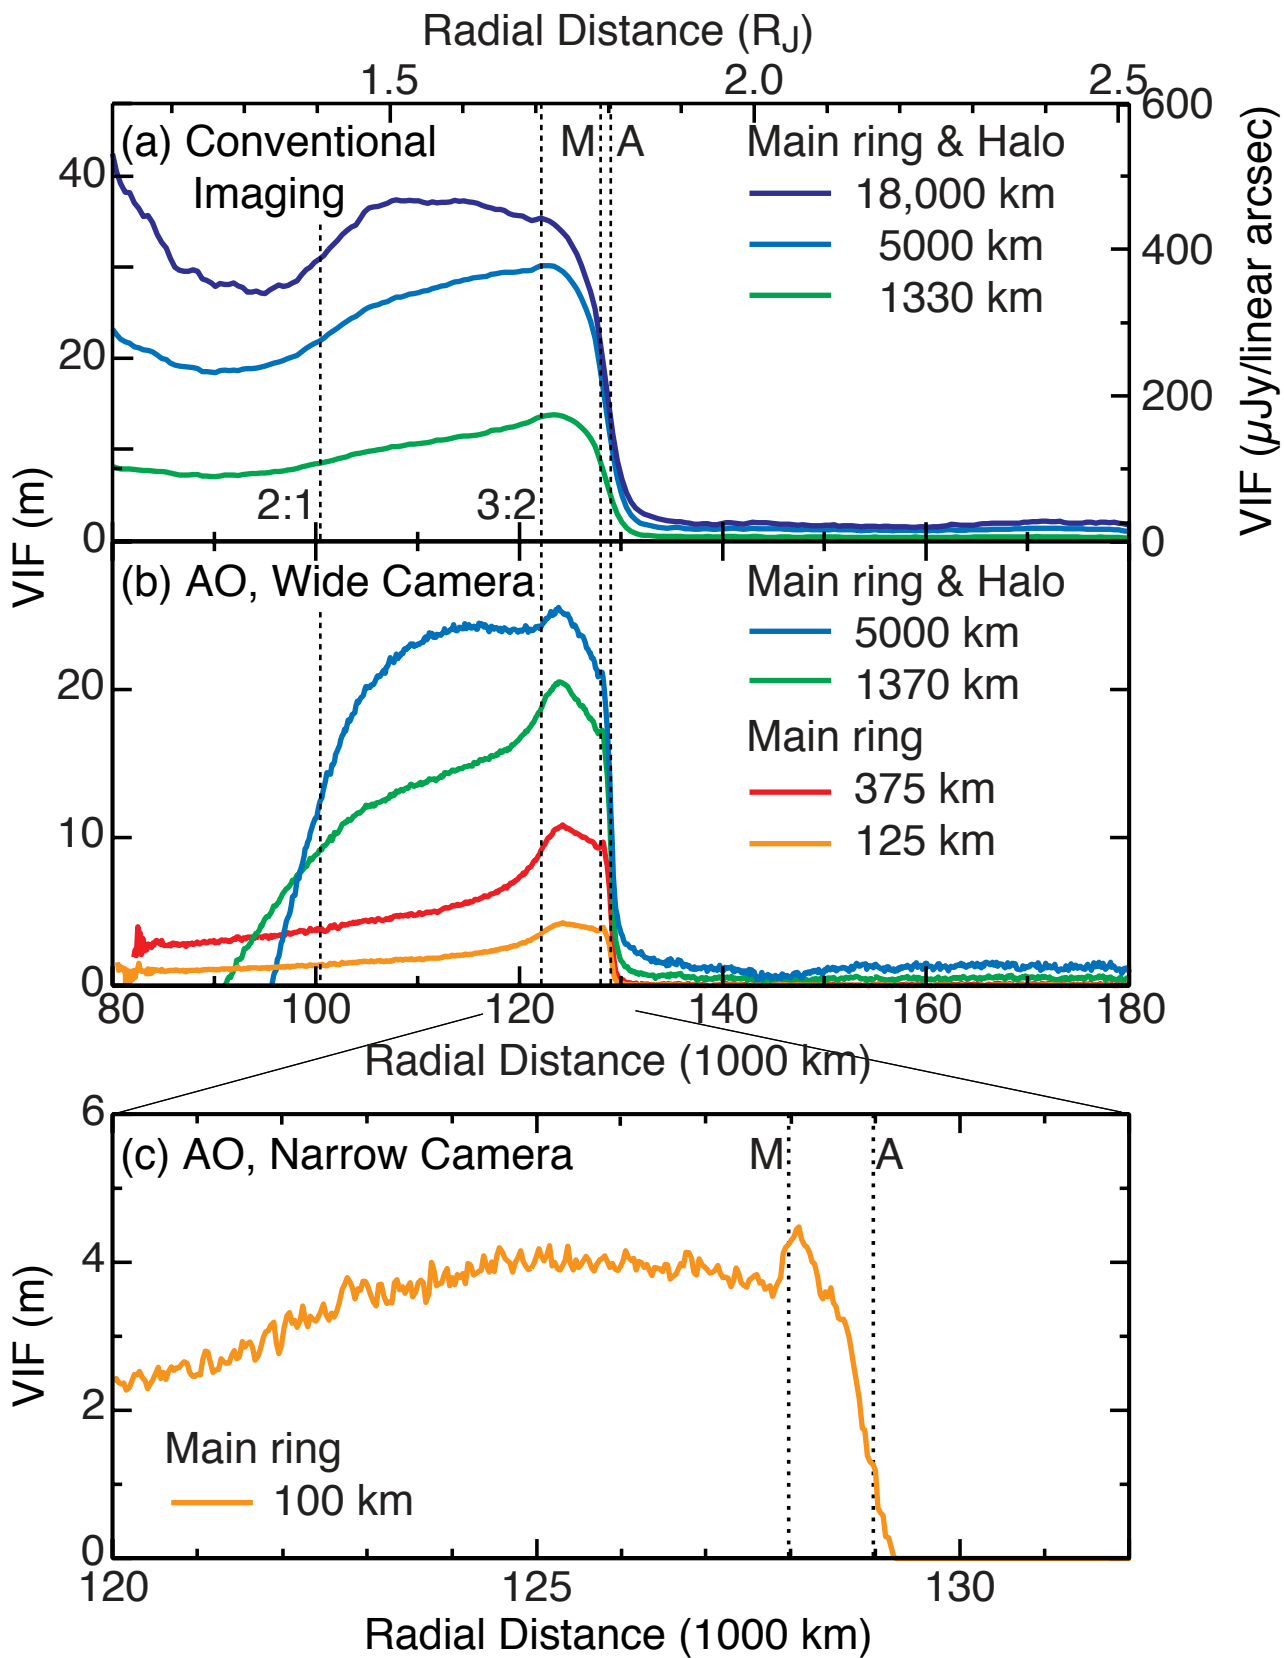 Radial Distance (R_J)
1.5 2.0 2.5
(a) Conventional
Imaging
M A
Main ring & Halo
18,000 km
5000 km
1330 km
600
400
200
0
VIF (µJy/linear arcsec)
40
20
0
2:1 3:2
VIF (m)
(b) AO, Wide Camera
Main ring & Halo
5000 km
1370 km
Main ring
375 km
125 km
20
10
0
80 100 120 140 160 180
Radial Distance (1000 km)
(c) AO, Narrow Camera
M A
6
4
2
0
VIF (m)
Main ring
100 km
120 125 130
Radial Distance (1000 km)